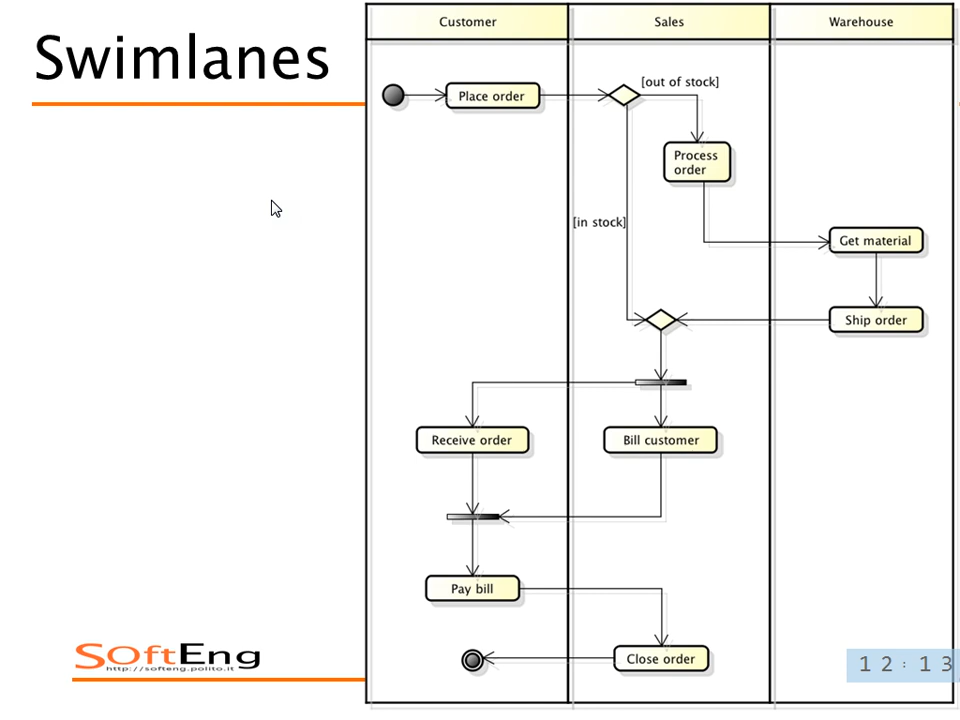 Swimlanes
Customer
Sales
Warehouse
Place order
[out of stock]
Process
order
[in stock]
Get material
Ship order
Receive order
Bill customer
Pay bill
Close order
SOftEng
http://softeng.polito.it
12:13